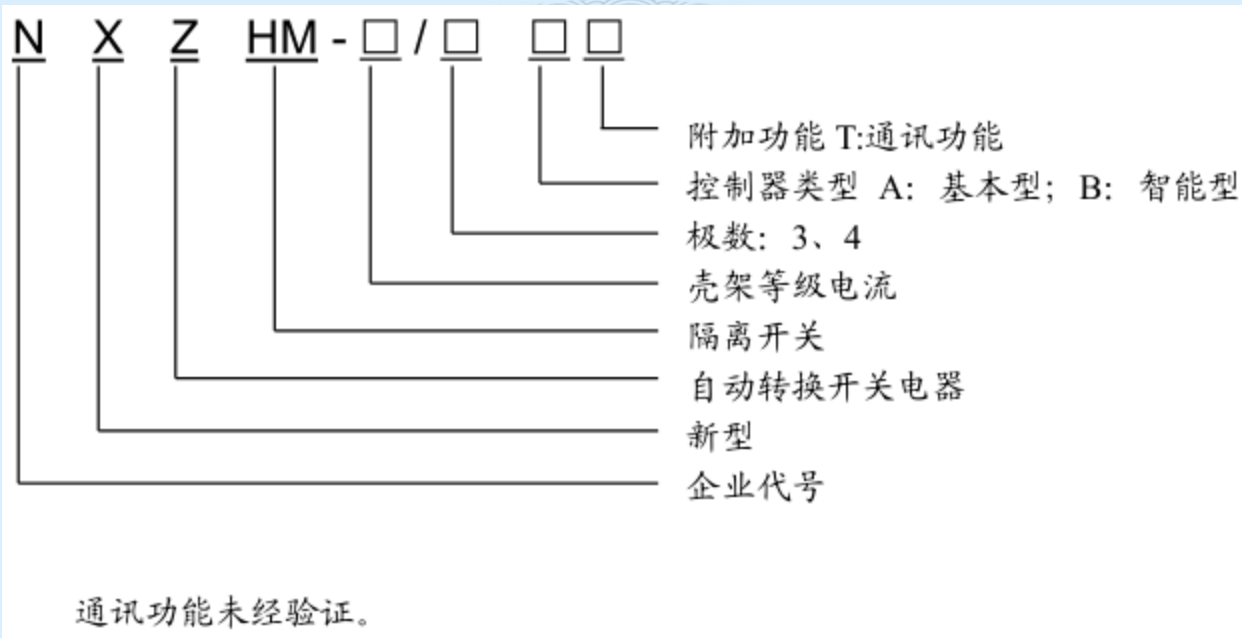 N X Z HM-□/□ □□
附加功能 T:通讯功能
控制器类型 A：基本型；B：智能型
极数：3、4
壳架等级电流
隔离开关
自动转换开关电器
新型
企业代号
通讯功能未经验证。